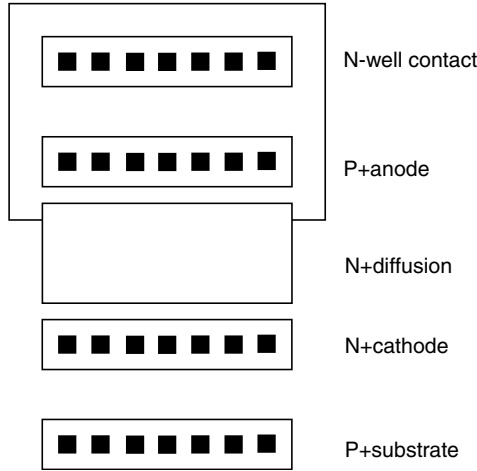 N-well contact
P+anode
N+diffusion
N+cathode
P+substrate